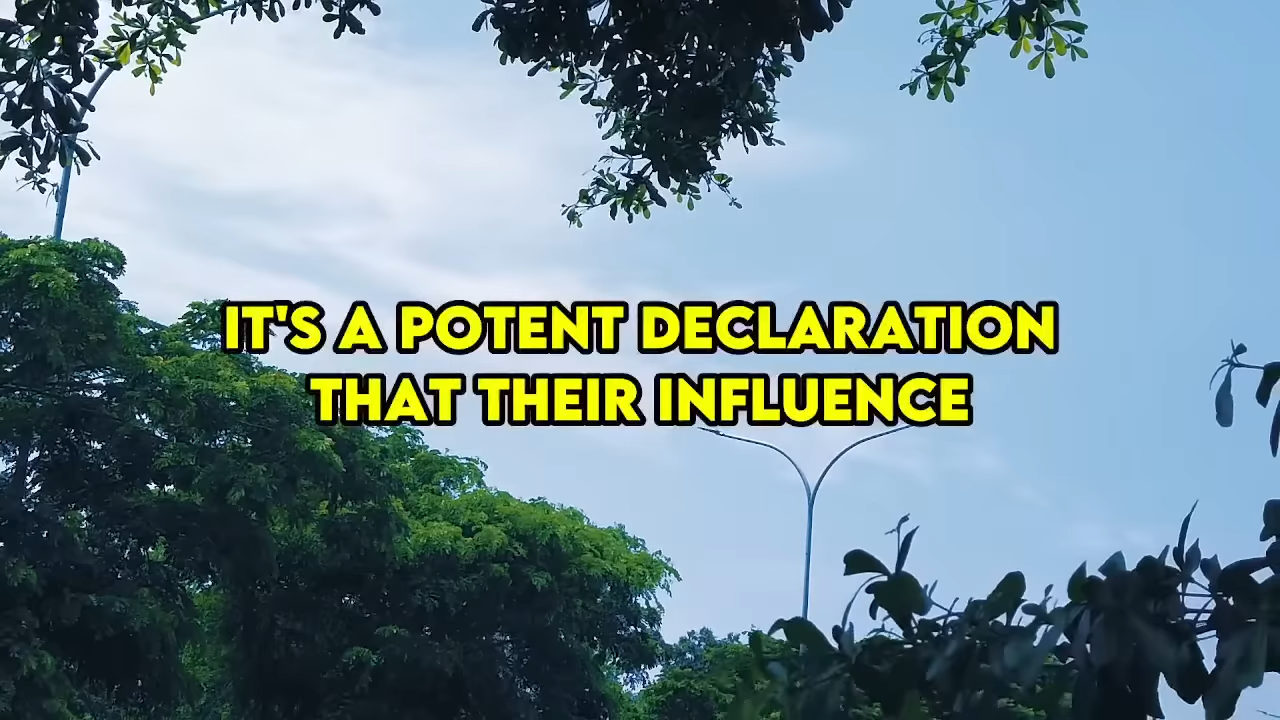 IT'S A POTENT DECLARATION
THAT THEIR INFLUENCE